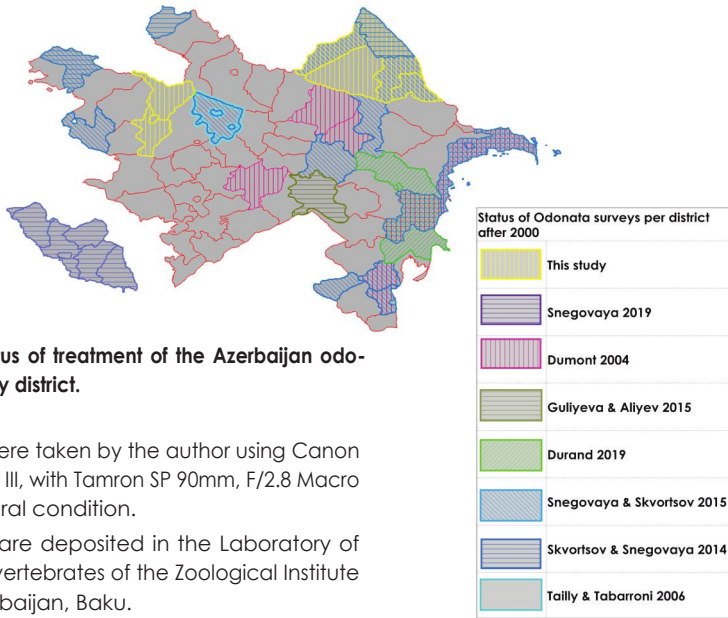 tus of treatment of the Azerbaijan odo-
y district.
ere taken by the author using Canon
III, with Tamron SP 90mm, F/2.8 Macro
ral condition.
are deposited in the Laboratory of
vertebrates of the Zoological Institute
baijan, Baku.
Status of Odonata surveys per district
after 2000
This study
Snegovaya 2019
Dumont 2004
Guliyeva & Aliyev 2015
Durand 2019
Snegovaya & Skvortsov 2015
Skvortsov & Snegovaya 2014
Tailly & Tabarroni 2006